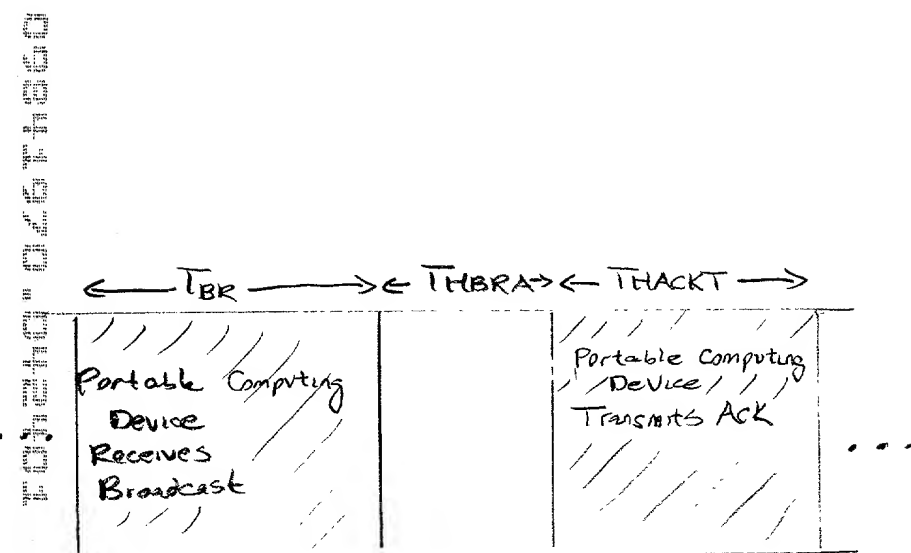 TBR THBRA THACKT
Portable Computing
Device
Receives
Broadcast
Portable Computing
Device
Transmits Ack